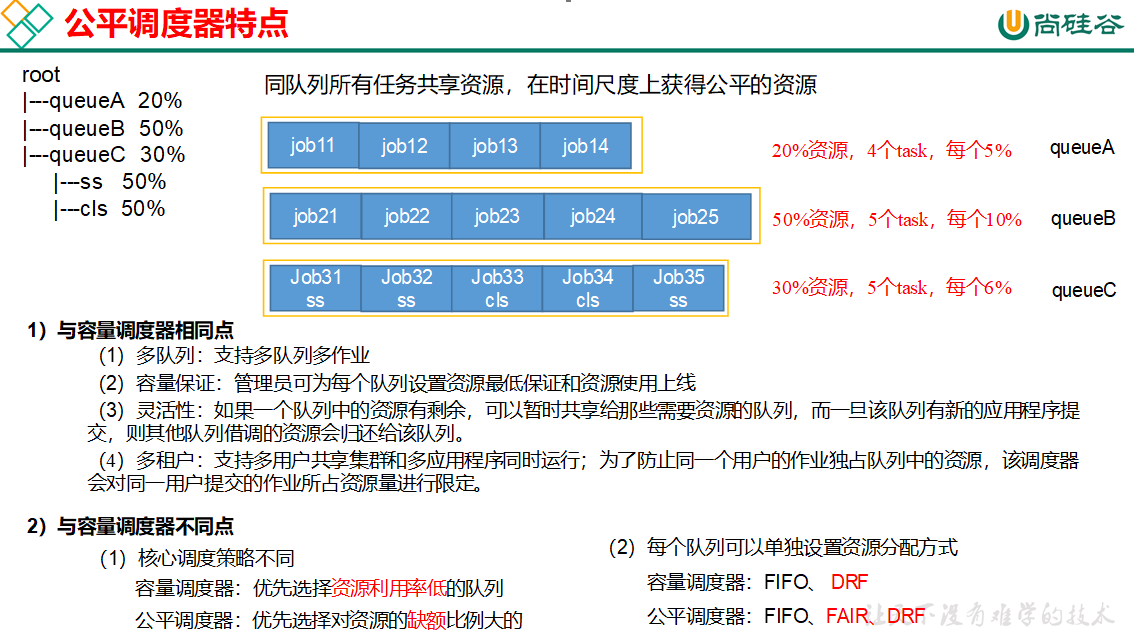 公平调度器特点
尚硅谷
root
|---queueA 20%
|---queueB 50%
|---queueC 30%
|---ss 50%
|---cls 50%
同队列所有任务共享资源，在时间尺度上获得公平的资源
job11 job12 job13 job14
20%资源，4个task，每个5% queueA
job21 job22 job23 job24 job25
50%资源，5个task，每个10% queueB
Job31 Job32 Job33 Job34 Job35
ss ss cls cls ss
30%资源，5个task，每个6% queueC
1）与容量调度器相同点
（1）多队列：支持多队列多作业
（2）容量保证：管理员可为每个队列设置资源最低保证和资源使用上线
（3）灵活性：如果一个队列中的资源有剩余，可以暂时共享给那些需要资源的队列，而一旦该队列有新的应用程序提
交，则其他队列借调的资源会归还给该队列。
（4）多租户：支持多用户共享集群和多应用程序同时运行；为了防止同一个用户的作业独占队列中的资源，该调度器
会对同一用户提交的作业所占资源量进行限定。
2）与容量调度器不同点
（1）核心调度策略不同
容量调度器：优先选择资源利用率低的队列
公平调度器：优先选择对资源的缺额比例大的
（2）每个队列可以单独设置资源分配方式
容量调度器：FIFO、 DRF
公平调度器：FIFO、FAIR、DRF
让天下没有难学的技术